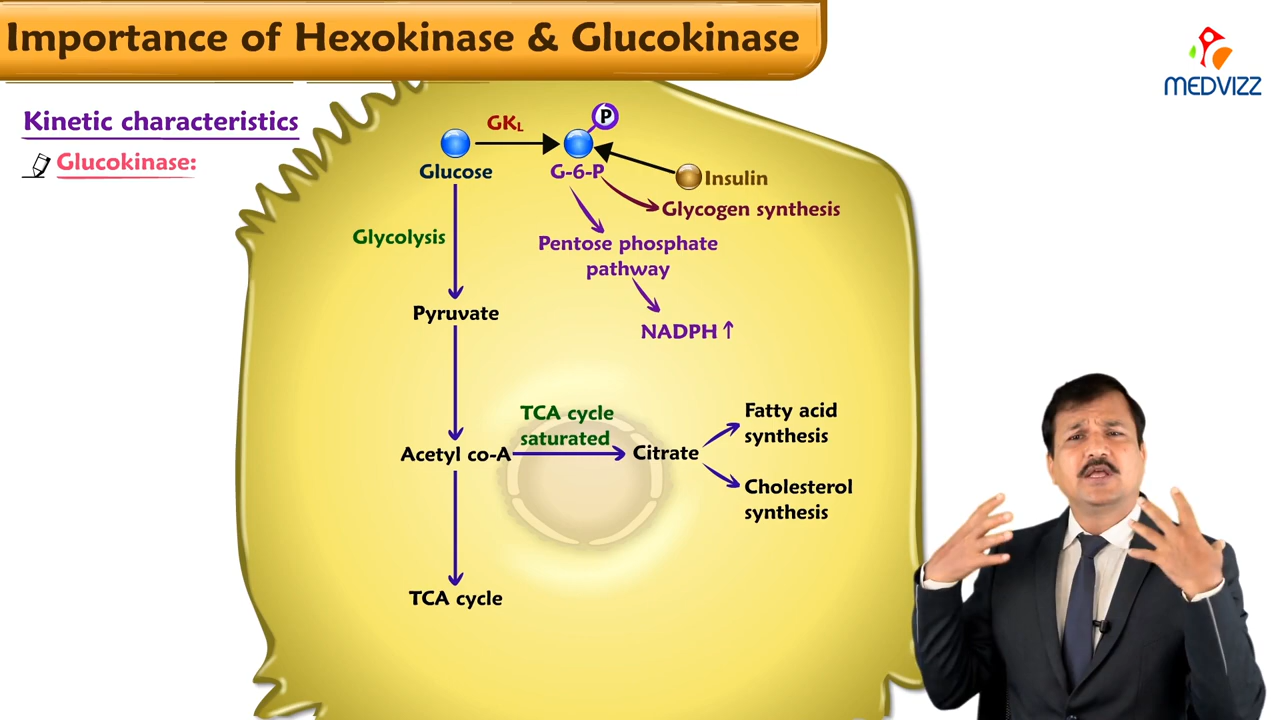 Importance of Hexokinase & Glucokinase
MEDVIZZ
Kinetic characteristics
Glucokinase:
GKL
P
Glucose
G-6-P
Insulin
Glycogen synthesis
Glycolysis
Pentose phosphate
pathway
Pyruvate
NADPH↑
TCA cycle
saturated
Acetyl co-A
Citrate
Fatty acid
synthesis
Cholesterol
synthesis
TCA cycle